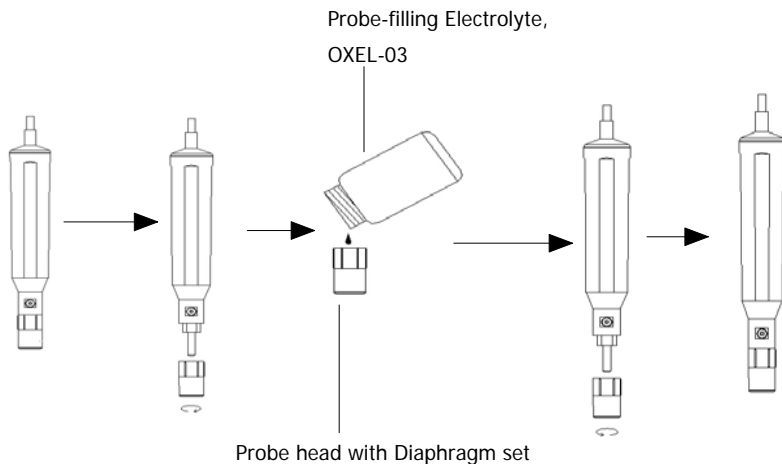 Probe-filling Electrolyte,
OXEL-03
Probe head with Diaphragm set